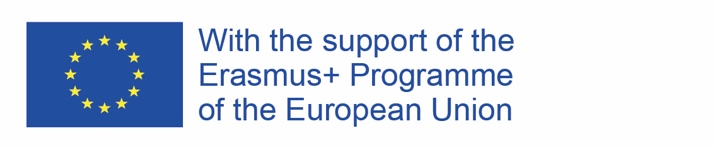 With the support of the
Erasmus+ Programme
of the European Union